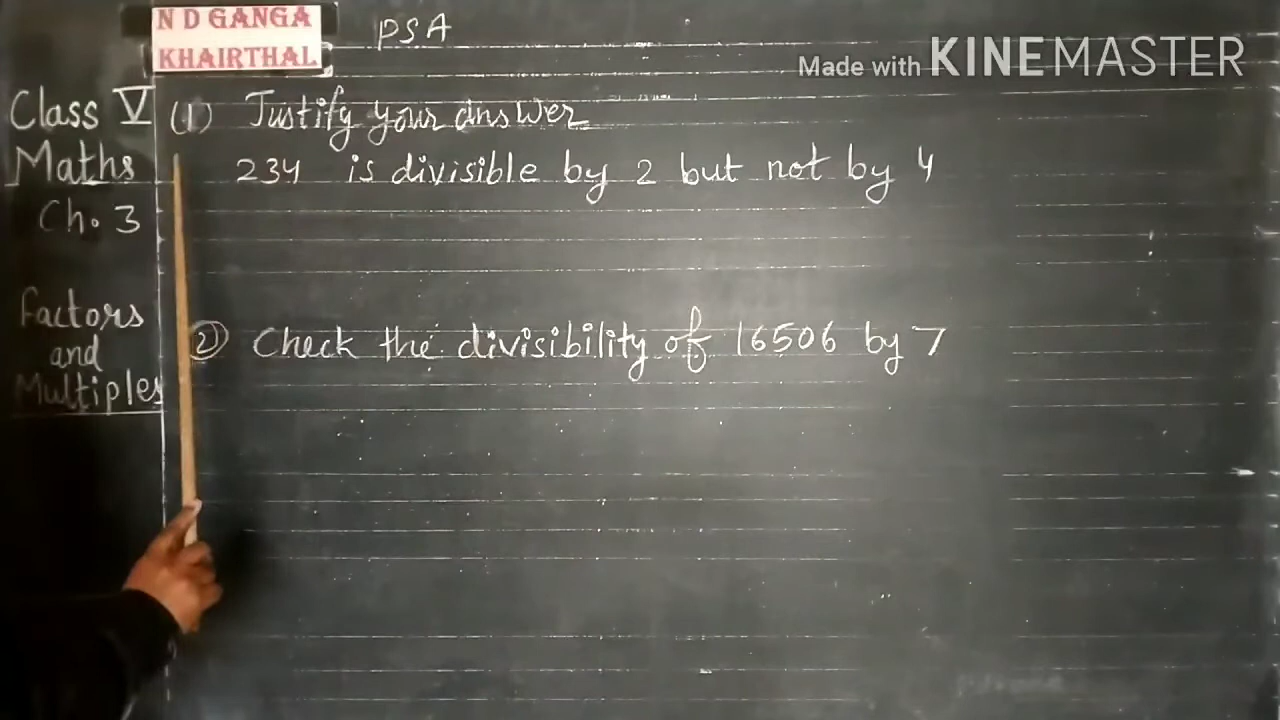 N D GANGA
KHAIRTHAL
PSA
Made with KINEMASTER
Class V
Maths
Ch. 3
Factors
and
Multiples
(1) Justify your answer
234 is divisible by 2 but not by 4
② Check the divisibility of 16506 by 7